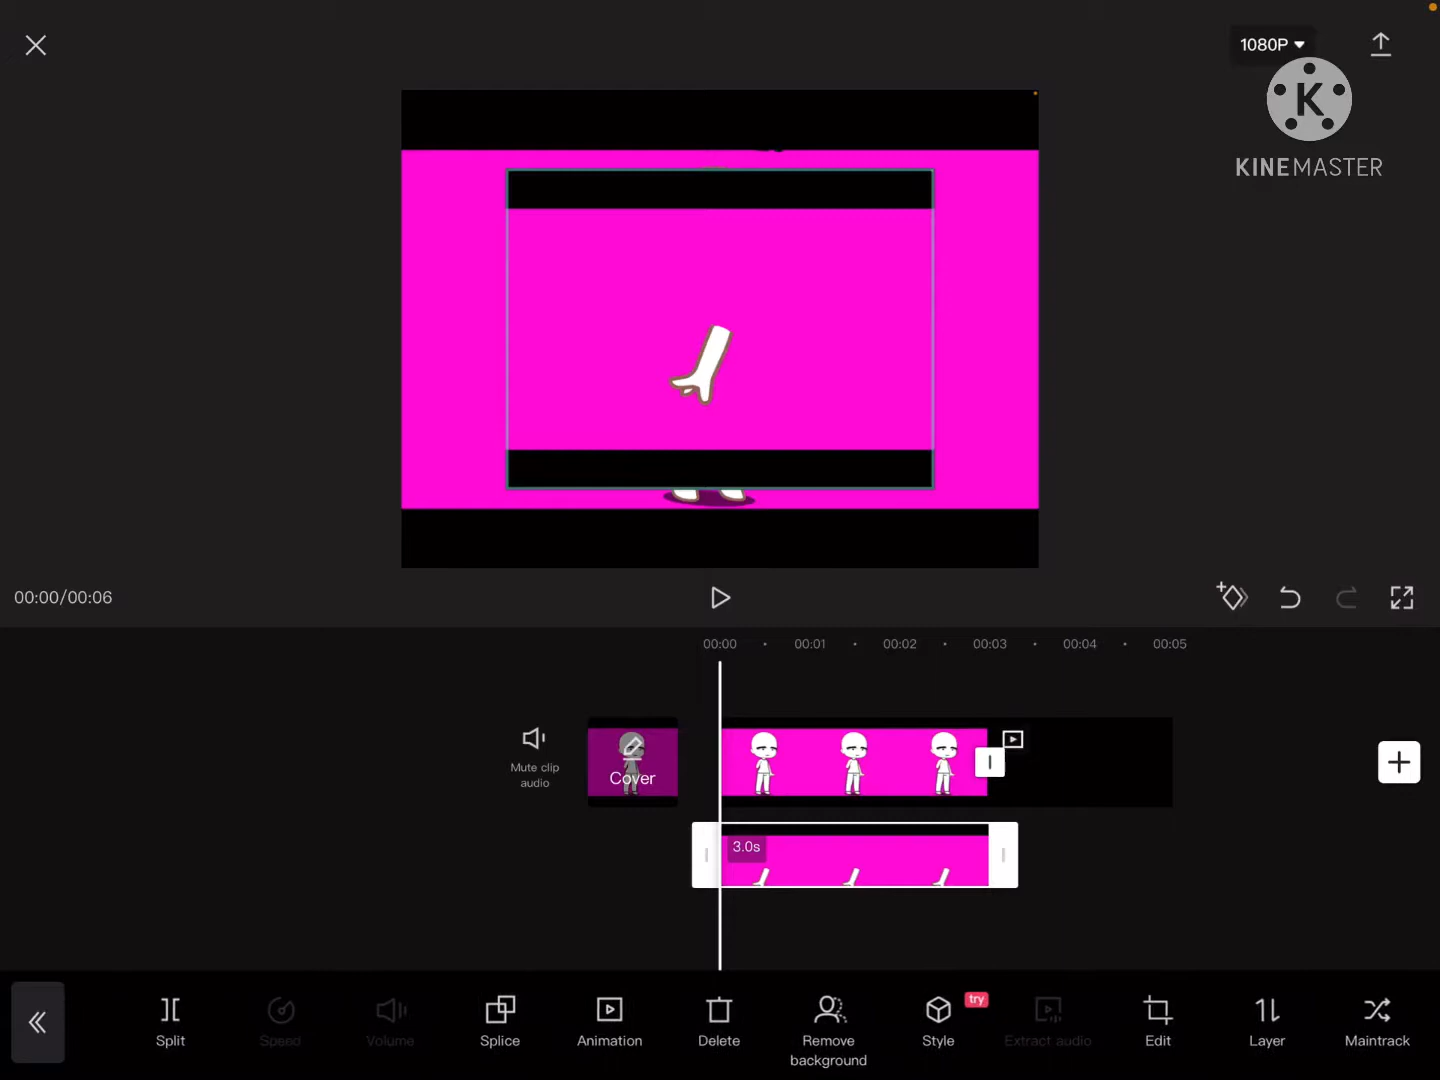 1080P
K
KINEMASTER
00:00/00:06
00:00 00:01 00:02 00:03 00:04 00:05
Mute clip
audio
Cover
3.0s
try
Split Speed Volume Splice Animation Delete Remove Style Extract audio Edit Layer Maintrack
background